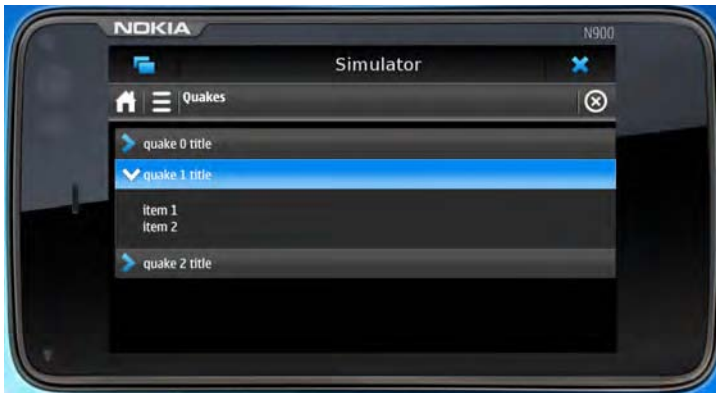 NOKIA
N900
Simulator
Quakes
quake 0 title
quake 1 title
item 1
item 2
quake 2 title